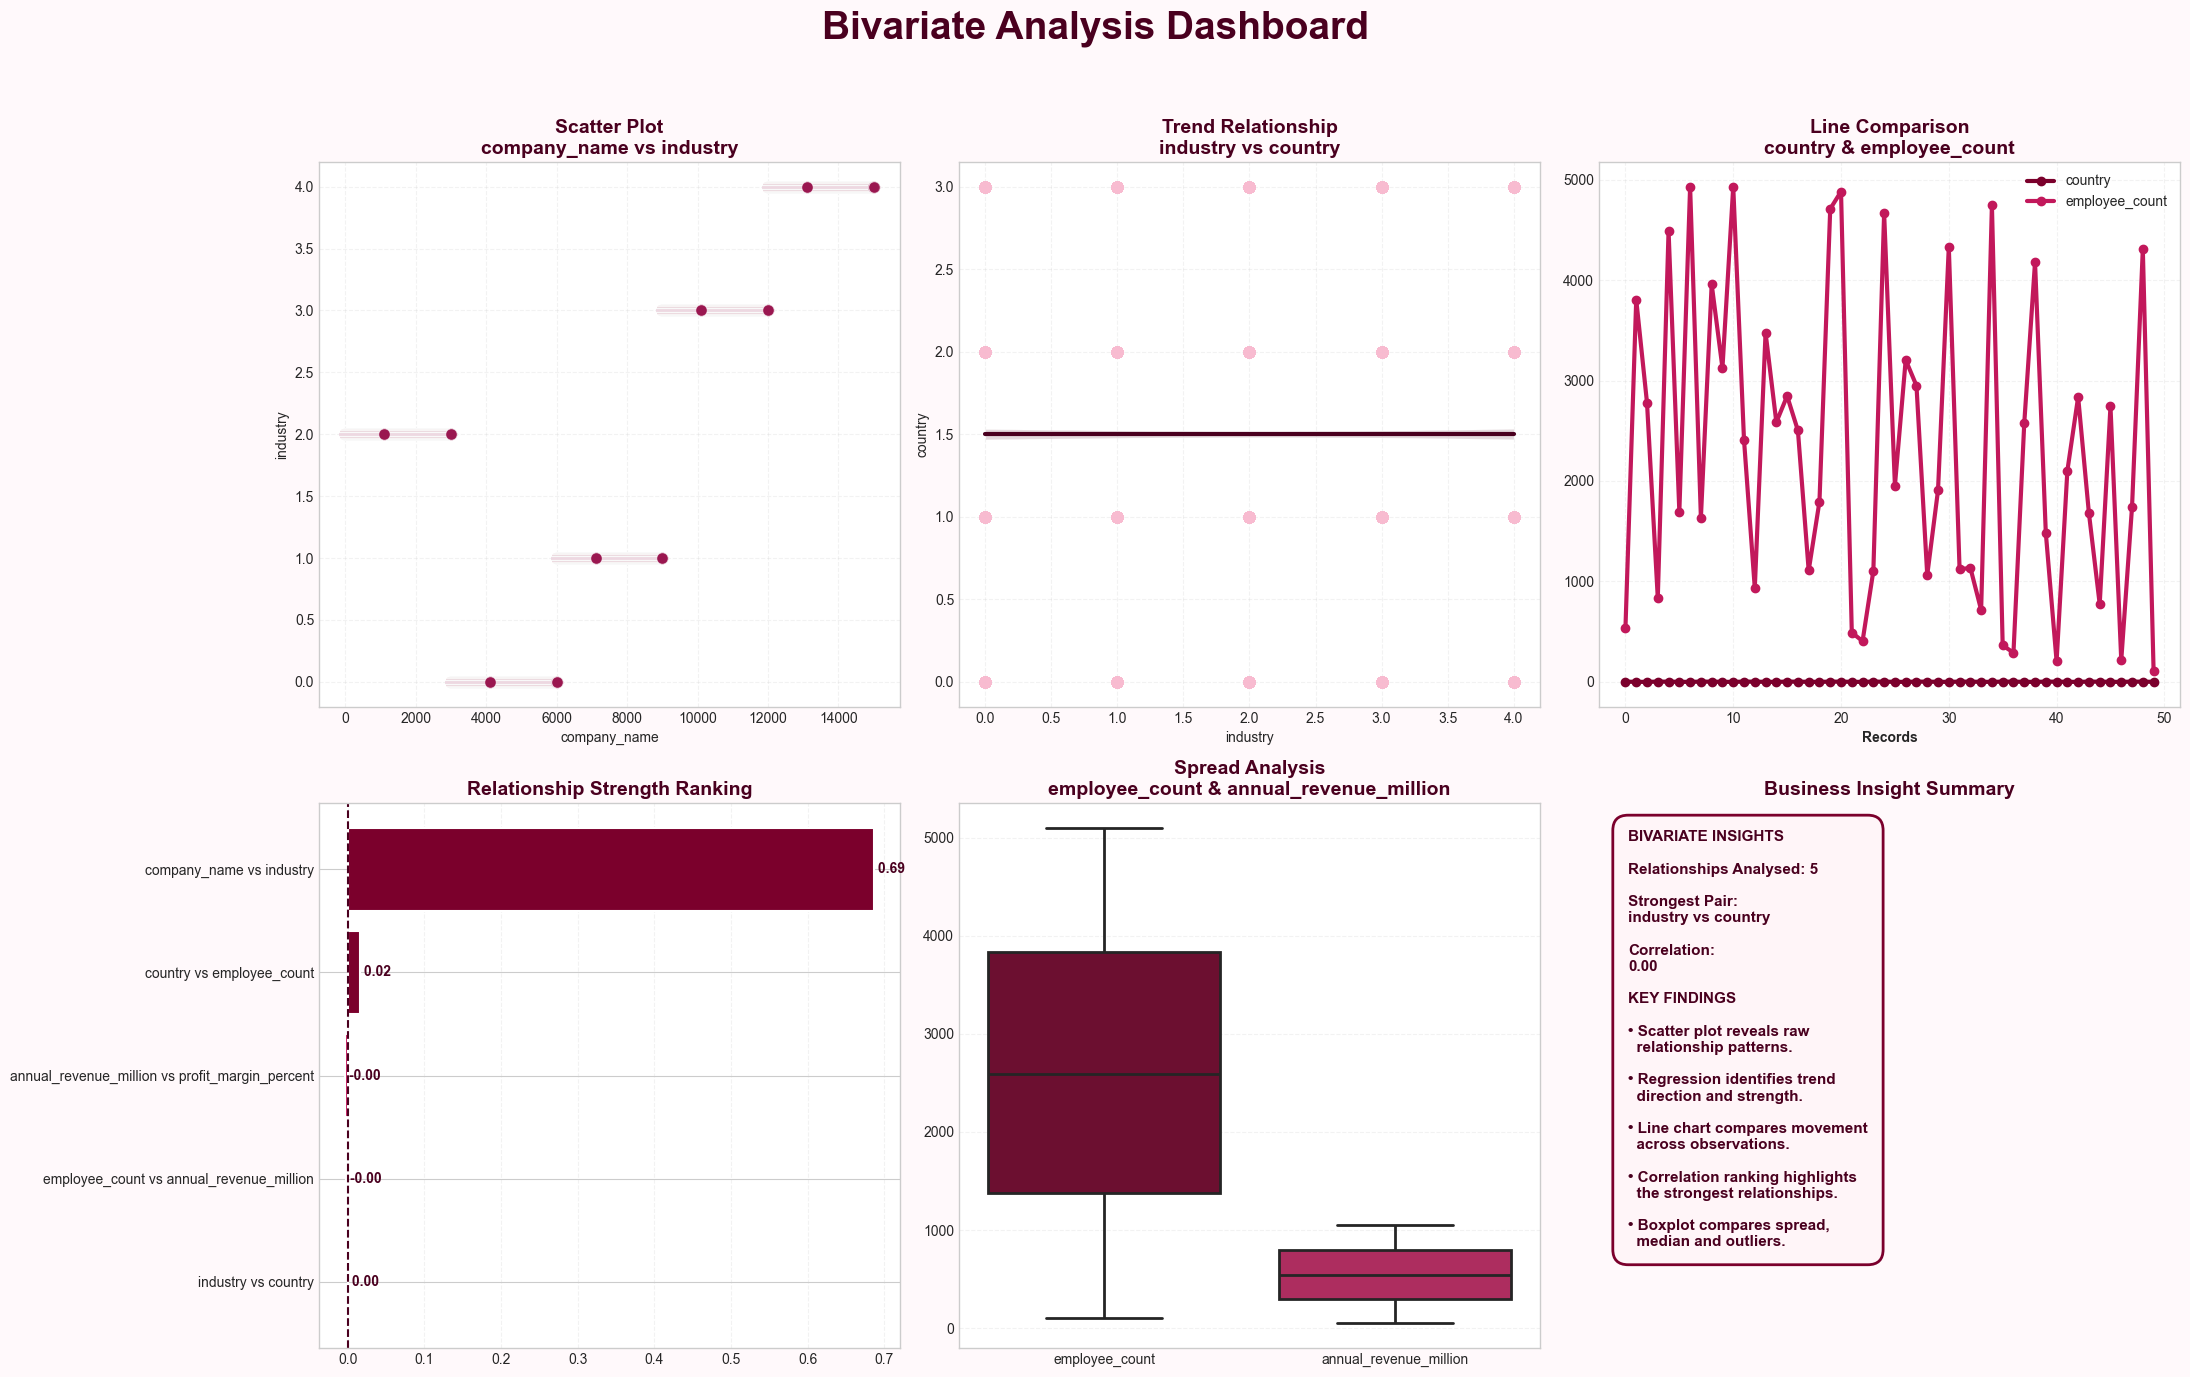 Bivariate Analysis Dashboard
Scatter Plot
company_name vs industry
4.0
3.5
3.0
2.5
2.0
1.5
1.0
0.5
0.0
industry
0
2000
4000
6000
8000
10000
12000
14000
company_name
Trend Relationship
industry vs country
3.0
2.5
2.0
1.5
1.0
0.5
0.0
country
0.0
0.5
1.0
1.5
2.0
2.5
3.0
3.5
4.0
industry
Line Comparison
country & employee_count
country
employee_count
5000
4000
3000
2000
1000
0
0
10
20
30
40
50
Records
Relationship Strength Ranking
company_name vs industry
0.69
country vs employee_count
0.02
annual_revenue_million vs profit_margin_percent
-0.00
employee_count vs annual_revenue_million
-0.00
industry vs country
0.00
0.0
0.1
0.2
0.3
0.4
0.5
0.6
0.7
Spread Analysis
employee_count & annual_revenue_million
5000
4000
3000
2000
1000
0
employee_count
annual_revenue_million
Business Insight Summary
BIVARIATE INSIGHTS
Relationships Analysed: 5
Strongest Pair:
industry vs country
Correlation:
0.00
KEY FINDINGS
• Scatter plot reveals raw
relationship patterns.
• Regression identifies trend
direction and strength.
• Line chart compares movement
across observations.
• Correlation ranking highlights
the strongest relationships.
• Boxplot compares spread,
median and outliers.